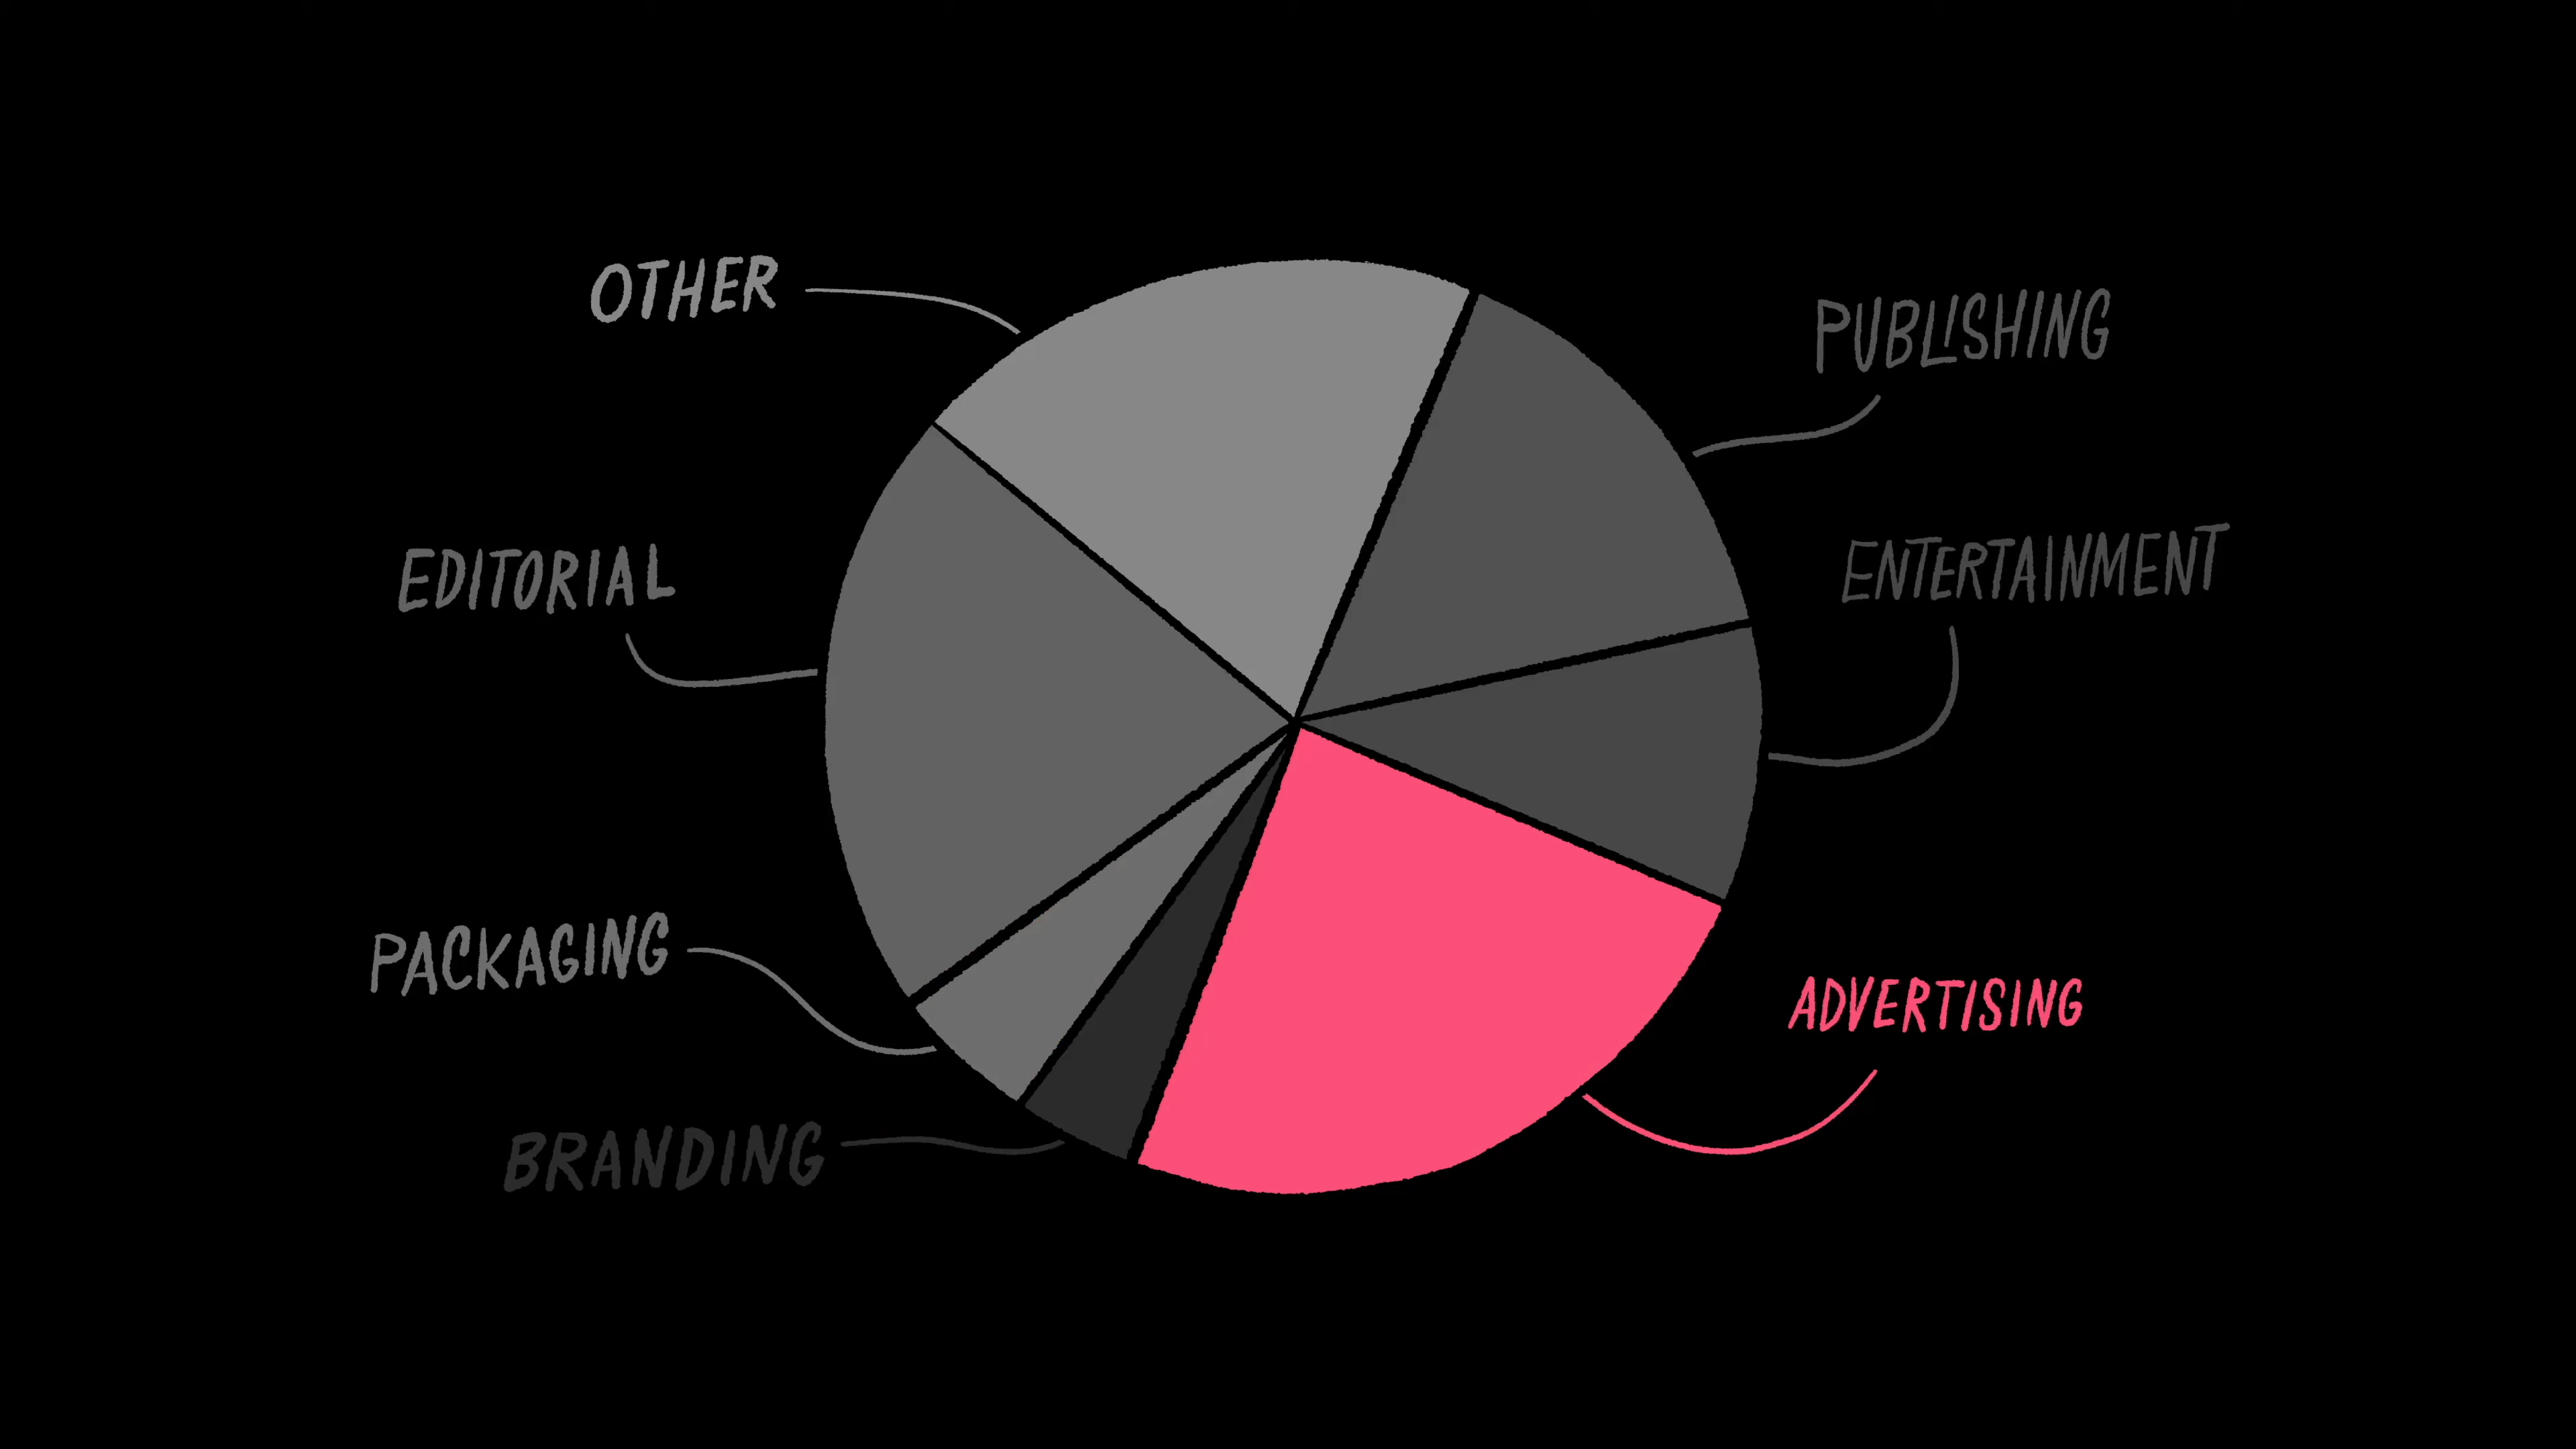 OTHER
PUBLISHING
EDITORIAL
ENTERTAINMENT
PACKAGING
ADVERTISING
BRANDING